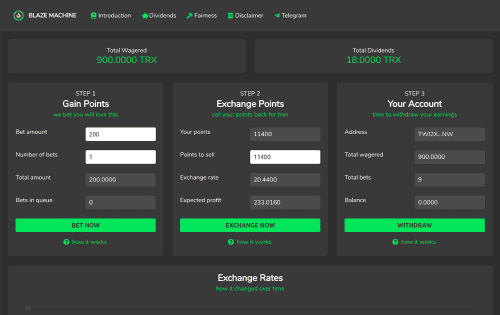 BLAZE MACHINE Introduction Dividends Fairness Disclaimer Telegram
Total Wagered
900.0000 TRX
Total Dividends
18.0000 TRX
STEP 1
Gain Points
we bet you will love this
Bet amount 200
Number of bets 1
Total amount 200.0000
Bets in queue 0
BET NOW
how it works
STEP 2
Exchange Points
sell your points back for tron
Your points 11400
Points to sell 11400
Exchange rate 20.4400
Expected profit 233.0160
EXCHANGE NOW
how it works
STEP 3
Your Account
time to withdraw your earnings
Address TW02X...NW
Total wagered 900.0000
Total bets 9
Balance 0.0000
WITHDRAW
how it works
Exchange Rates
how it changed over time